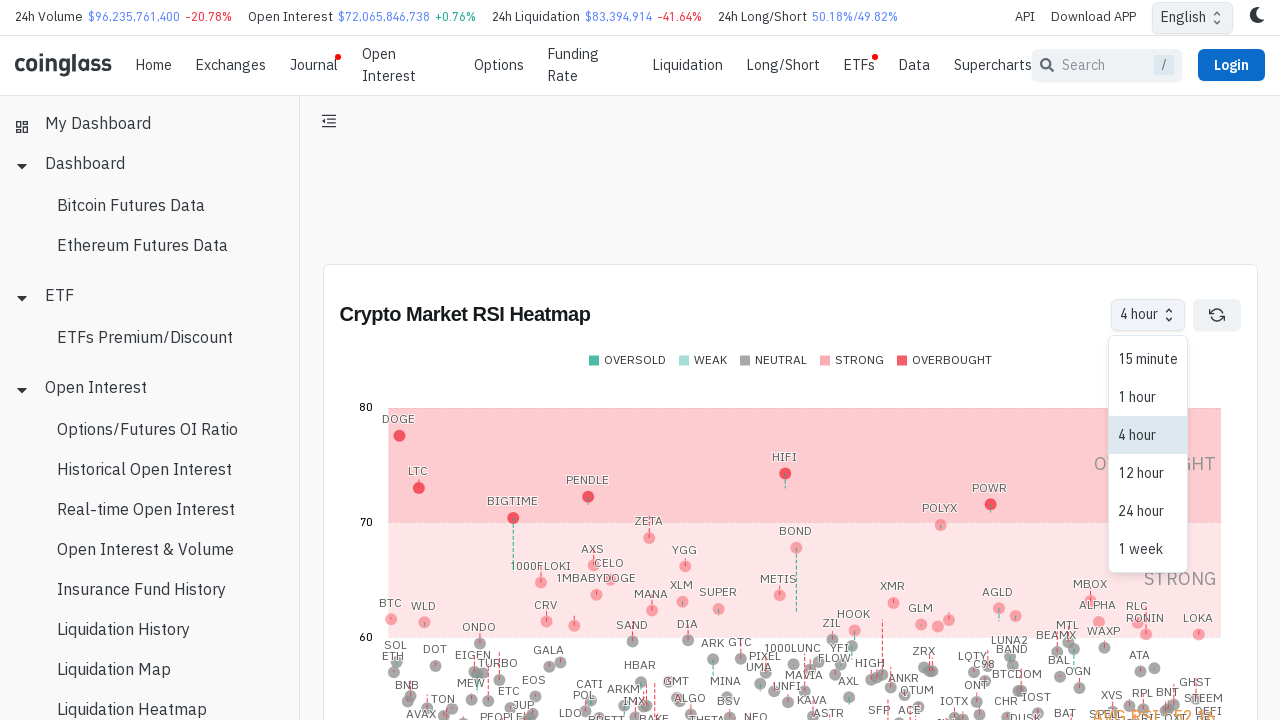 24h Volume $96,235,761,400 -20.78% Open Interest $72,065,846,738 +0.76% 24h Liquidation $83,394,914 -41.64% 24h Long/Short 50.18%/49.82% API Download APP English
coinglass Home Exchanges Journal Open Interest Options Funding Rate Liquidation Long/Short ETFs Data Supercharts Search / Login
My Dashboard
Dashboard
Bitcoin Futures Data
Ethereum Futures Data
ETF
ETFs Premium/Discount
Open Interest
Options/Futures OI Ratio
Historical Open Interest
Real-time Open Interest
Open Interest & Volume
Insurance Fund History
Liquidation History
Liquidation Map
Liquidation Heatmap
Crypto Market RSI Heatmap
4 hour
15 minute
1 hour
4 hour
12 hour
24 hour
1 week
OVERSOLD WEAK NEUTRAL STRONG OVERBOUGHT
80
DOGE
HIFI
LTC
PENDLE
POWR
BIGTIME
POLYX
70
ZETA
BOND
AXS
YGG
CELO
1000FLOKI
1MBABYDOGE
METIS
XLM
XMR
MBOX
STRONG
SUPER
MANA
AGLD
BTC
WLD
CRV
GLM
ALPHA
RLC
HOOK
RONIN
LOKA
60
ONDO
SAND
DIA
ZIL
MTL
WAXP
BEAMX
SOL
DOT
GALA
ARK
GTC
1000LUNC
YFI
LUNA2
BAND
ZRX
ETH
EIGEN
TURBO
HBAR
PIXEL
UMA
FLOW
HIGH
LQTY
C98
BAL
ATA
OGN
BTCDOM
MAVIA
BNB
MEW
EOS
CATI
GMT
MINA
UNFI
AXL
ANKR
ONT
GHST
TON
ETC
POL
ARKM
IMX
ALGO
BSV
KAVA
QTUM
IOTX
CHR
IOST
XVS
RPL
BNT
STEEM
AVAX
JUP
LDO
ASTR
SFP
ACE
BAT
DEFI